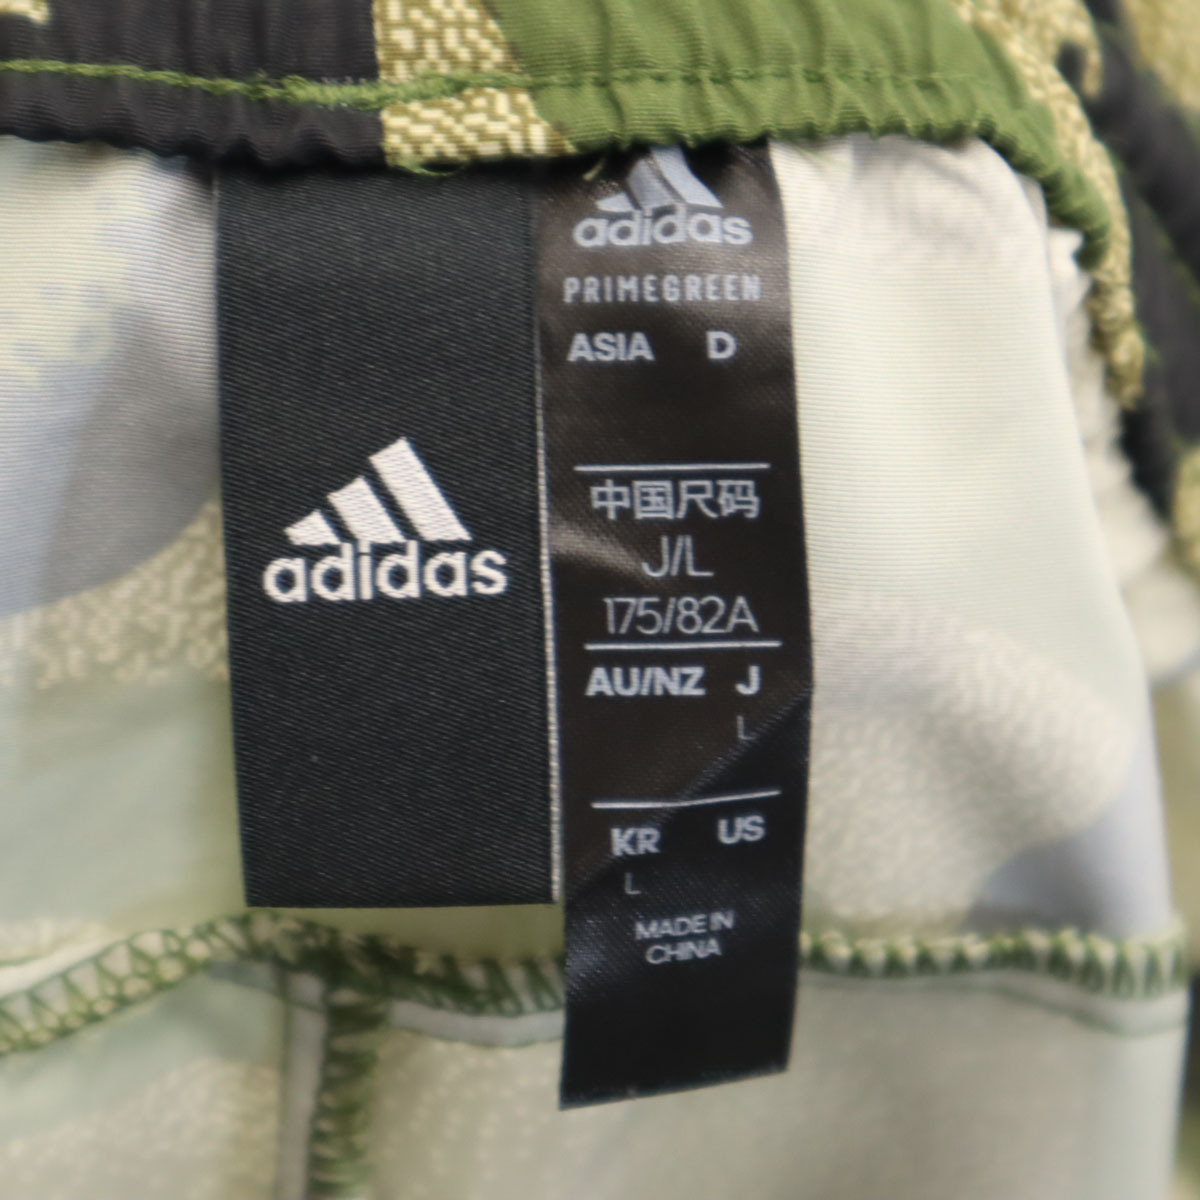 adidas
adidas
PRIMEGREEN
ASIA D
中国尺码
J/L
175/82A
AU/NZ J
L
KR US
L
MADE IN
CHINA